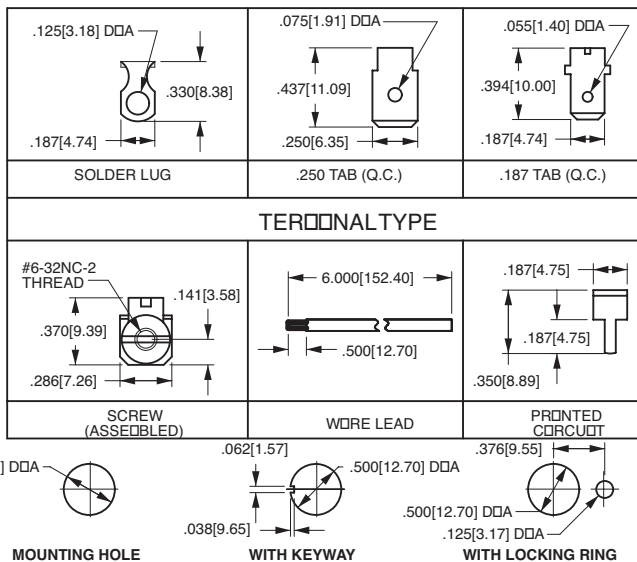 .125[3.18] D▯▯A
.330[8.38]
.187[4.74]
SOLDER LUG
.075[1.91] D▯▯A
.437[11.09]
.250[6.35]
.250 TAB (Q.C.)
.055[1.40] D▯▯A
.394[10.00]
.187[4.74]
.187 TAB (Q.C.)
TER▯▯▯NAL TYPE
#6-32NC-2
THREAD
.141[3.58]
.370[9.39]
.286[7.26]
SCREW
(ASSE▯▯BLED)
6.000[152.40]
.500[12.70]
W▯▯RE LEAD
.187[4.75]
.187[4.75]
.350[8.89]
PR▯▯NTED
C▯▯RCU▯▯T
] D▯▯A
MOUNTING HOLE
.062[1.57]
.500[12.70] D▯▯A
.038[9.65]
WITH KEYWAY
.376[9.55]
.500[12.70] D▯▯A
.125[3.17] D▯▯A
WITH LOCKING RING